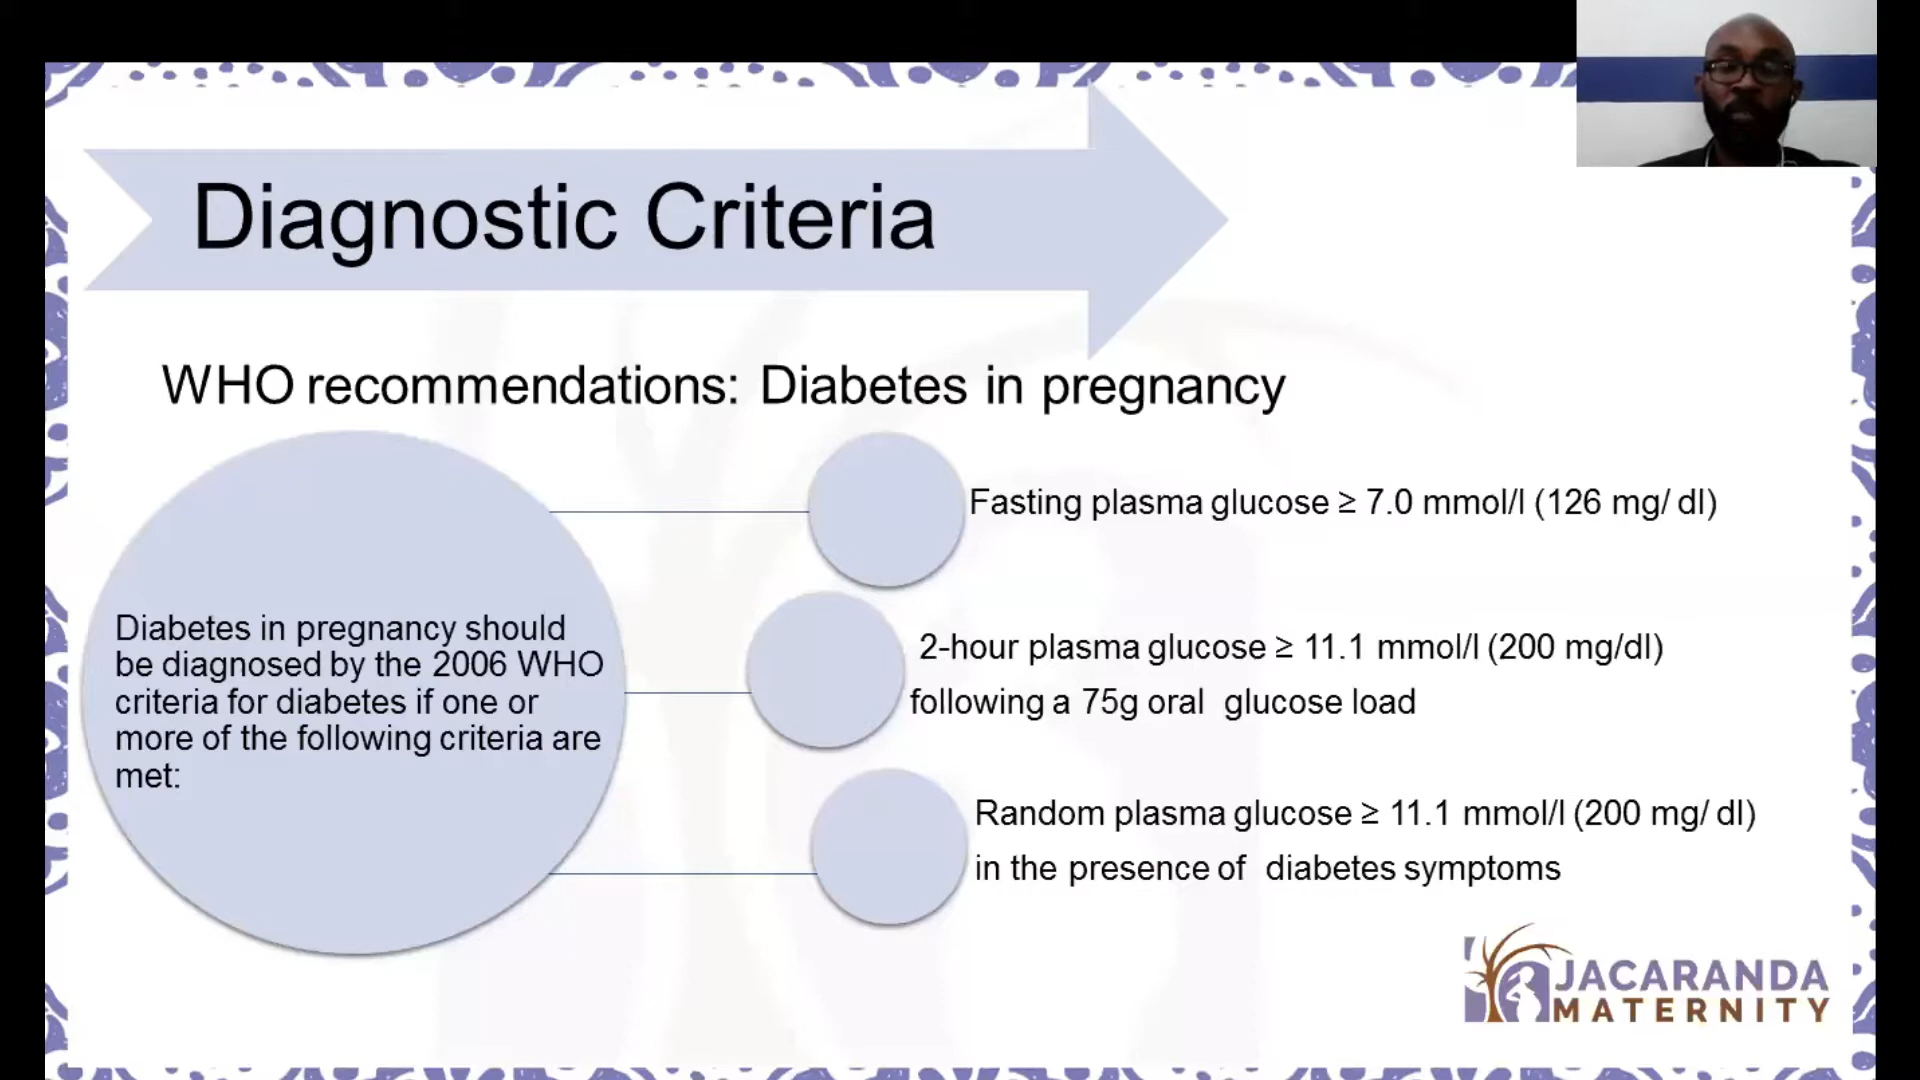 Diagnostic Criteria
WHO recommendations: Diabetes in pregnancy
Diabetes in pregnancy should
be diagnosed by the 2006 WHO
criteria for diabetes if one or
more of the following criteria are
met:
Fasting plasma glucose ≥ 7.0 mmol/l (126 mg/ dl)
2-hour plasma glucose ≥ 11.1 mmol/l (200 mg/dl)
following a 75g oral glucose load
Random plasma glucose ≥ 11.1 mmol/l (200 mg/ dl)
in the presence of diabetes symptoms
JACARANDA
MATERNITY